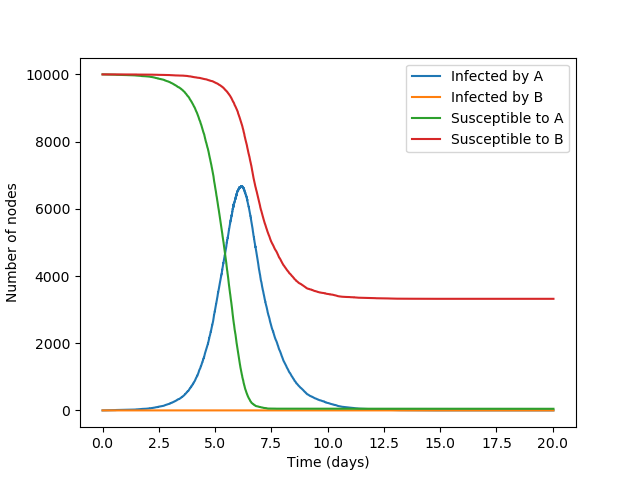 Number of nodes
10000
8000
6000
4000
2000
0
Infected by A
Infected by B
Susceptible to A
Susceptible to B
0.0 2.5 5.0 7.5 10.0 12.5 15.0 17.5 20.0
Time (days)